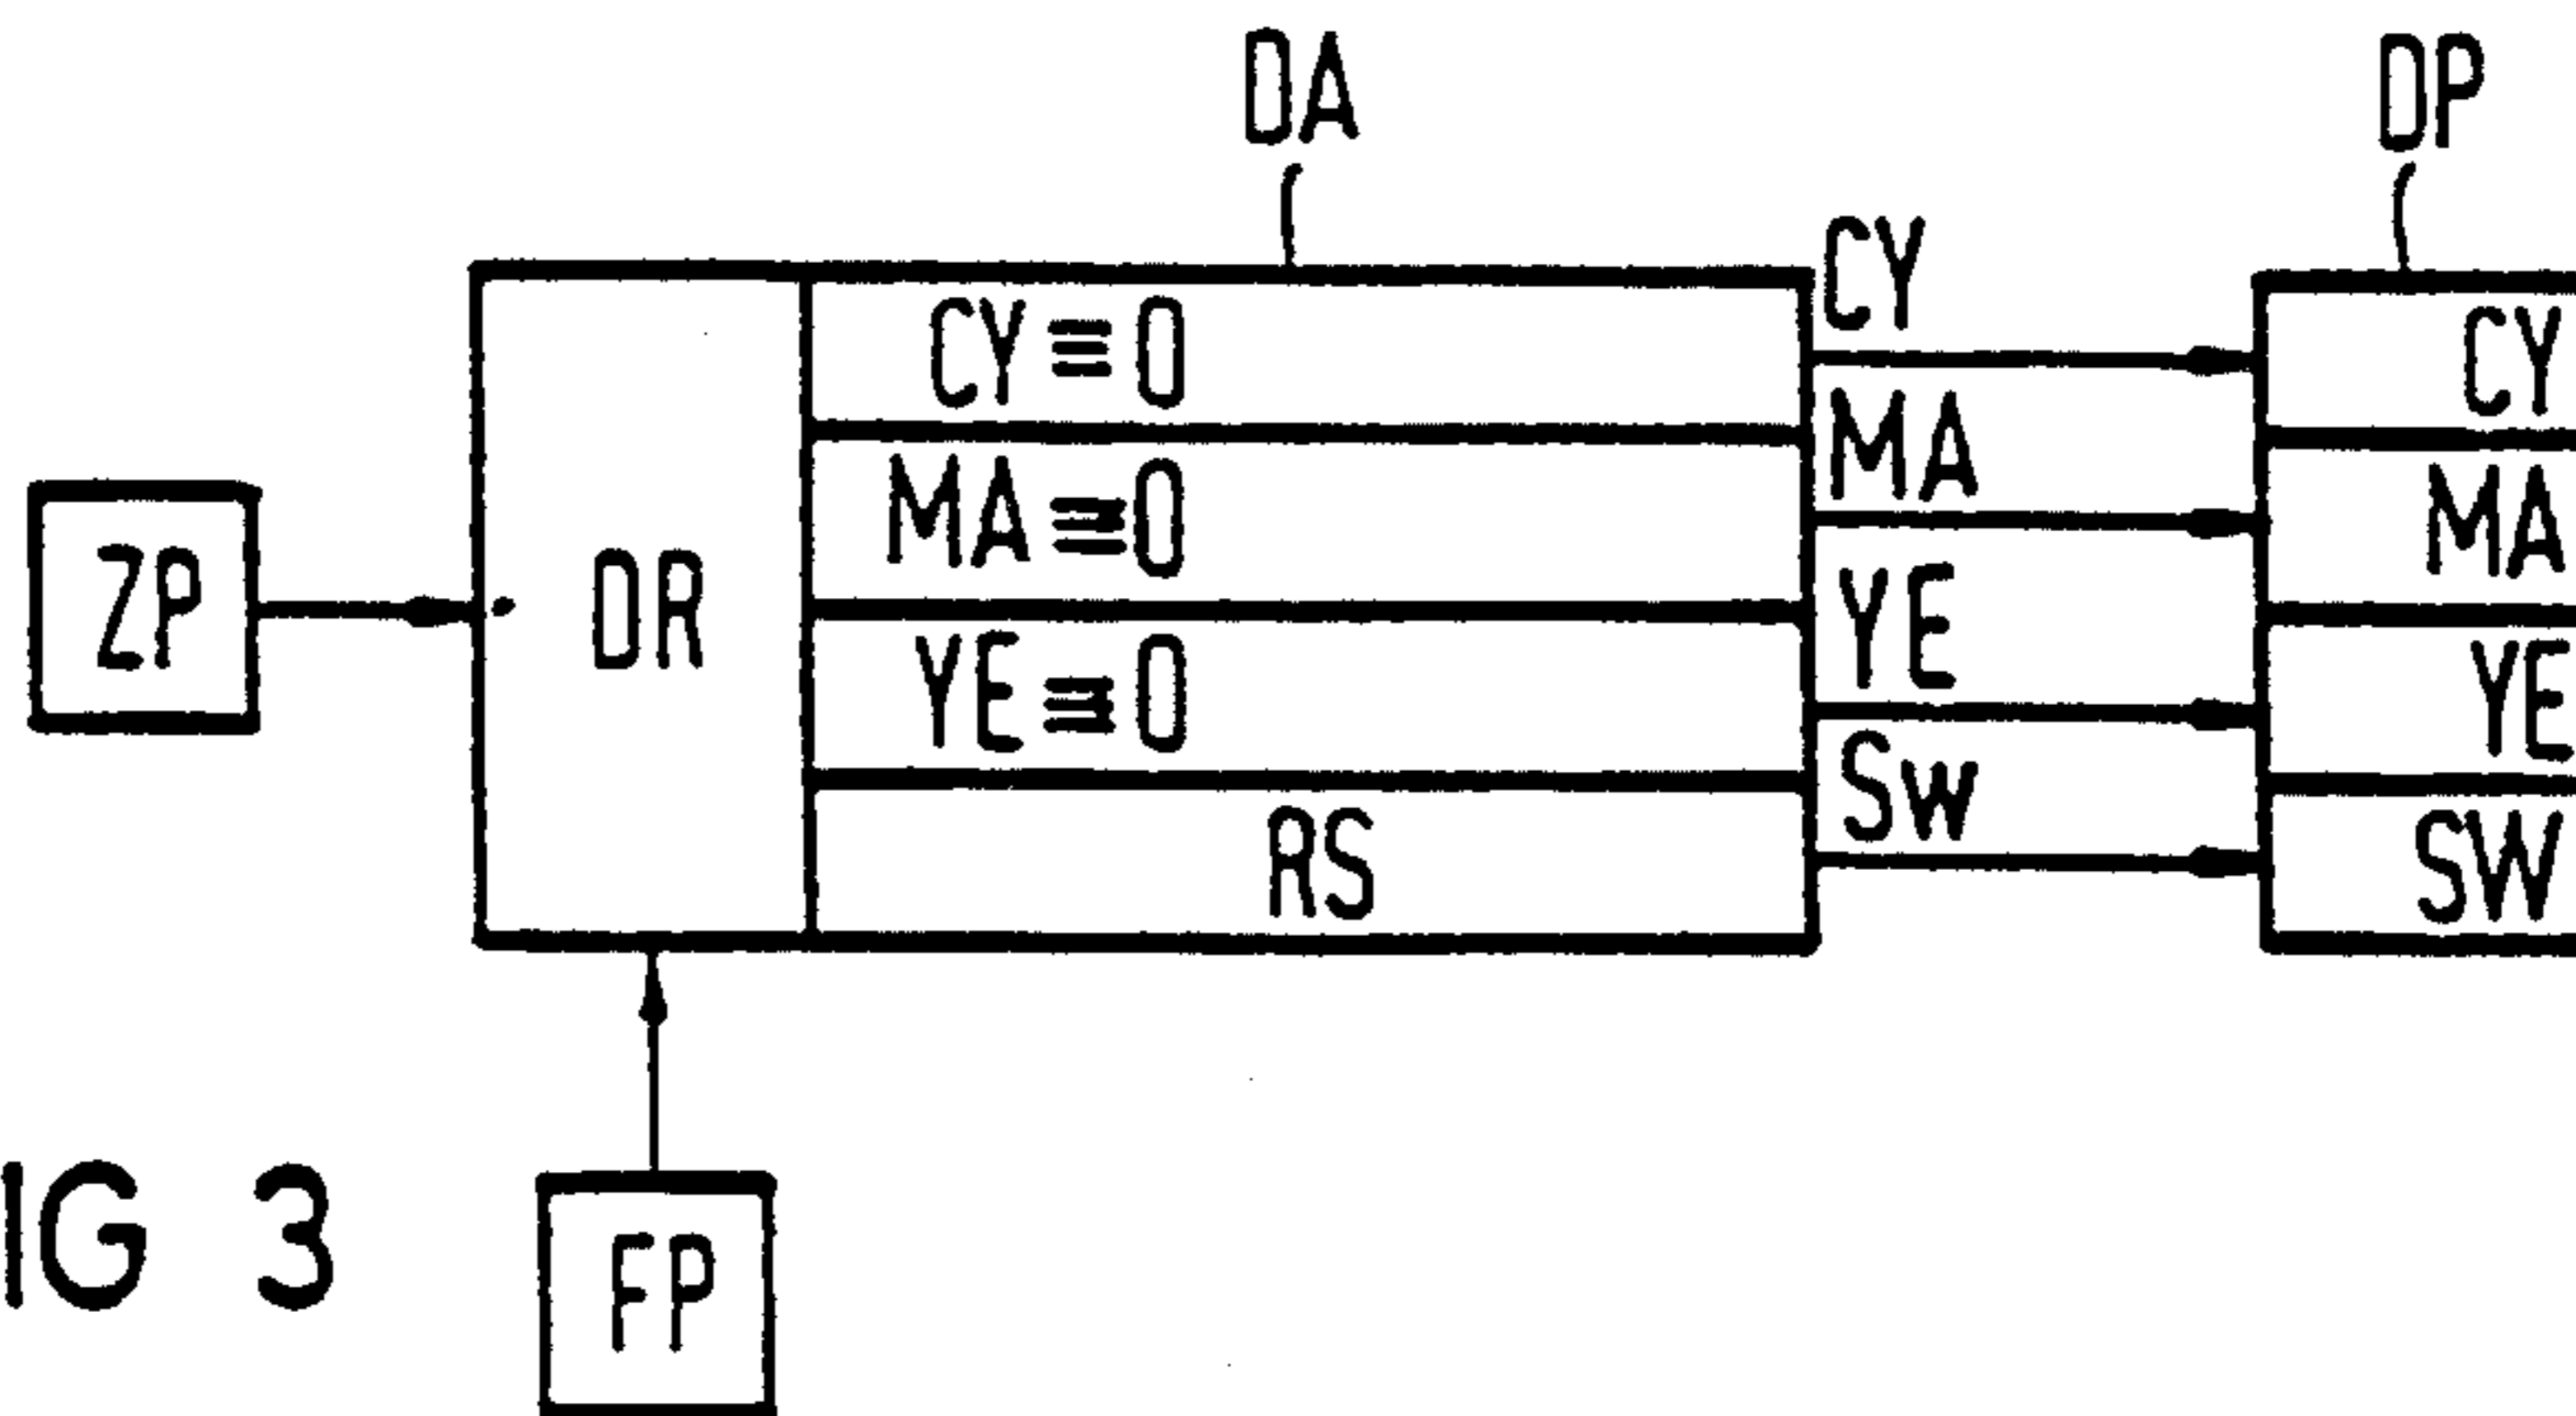 DA
DP
CY
CY ≡ 0
CY
MA
MA ≡ 0
MA
ZP
DR
YE
YE ≡ 0
YE
SW
RS
SW
IG 3
FP